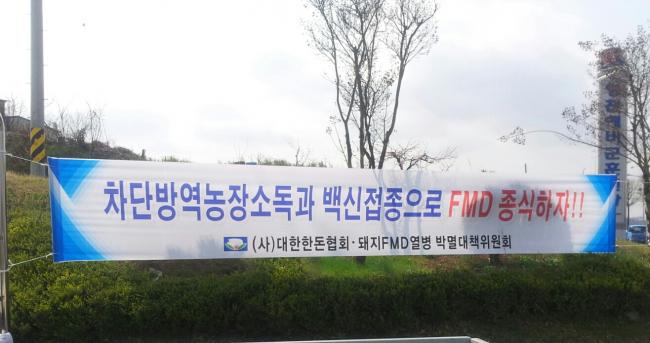 차단방역농장소독과 백신접종으로 FMD 종식하자!!
(사)대한한돈협회·돼지FMD열병 박멸대책위원회